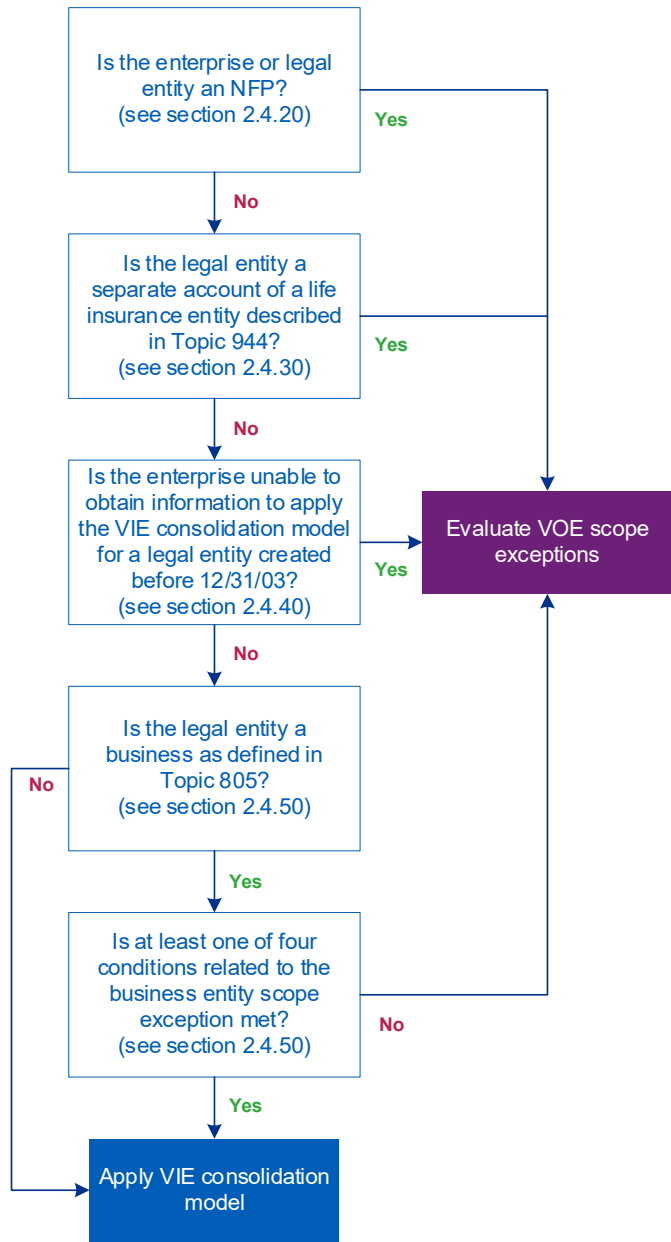 Is the enterprise or legal
entity an NFP?
(see section 2.4.20)
Yes
No
Is the legal entity a
separate account of a life
insurance entity described
in Topic 944?
(see section 2.4.30)
Yes
No
Is the enterprise unable to
obtain information to apply
the VIE consolidation model
for a legal entity created
before 12/31/03?
(see section 2.4.40)
Yes
Evaluate VOE scope
exceptions
No
Is the legal entity a
business as defined in
Topic 805?
(see section 2.4.50)
No
Yes
Is at least one of four
conditions related to the
business entity scope
exception met?
(see section 2.4.50)
No
Yes
Apply VIE consolidation
model